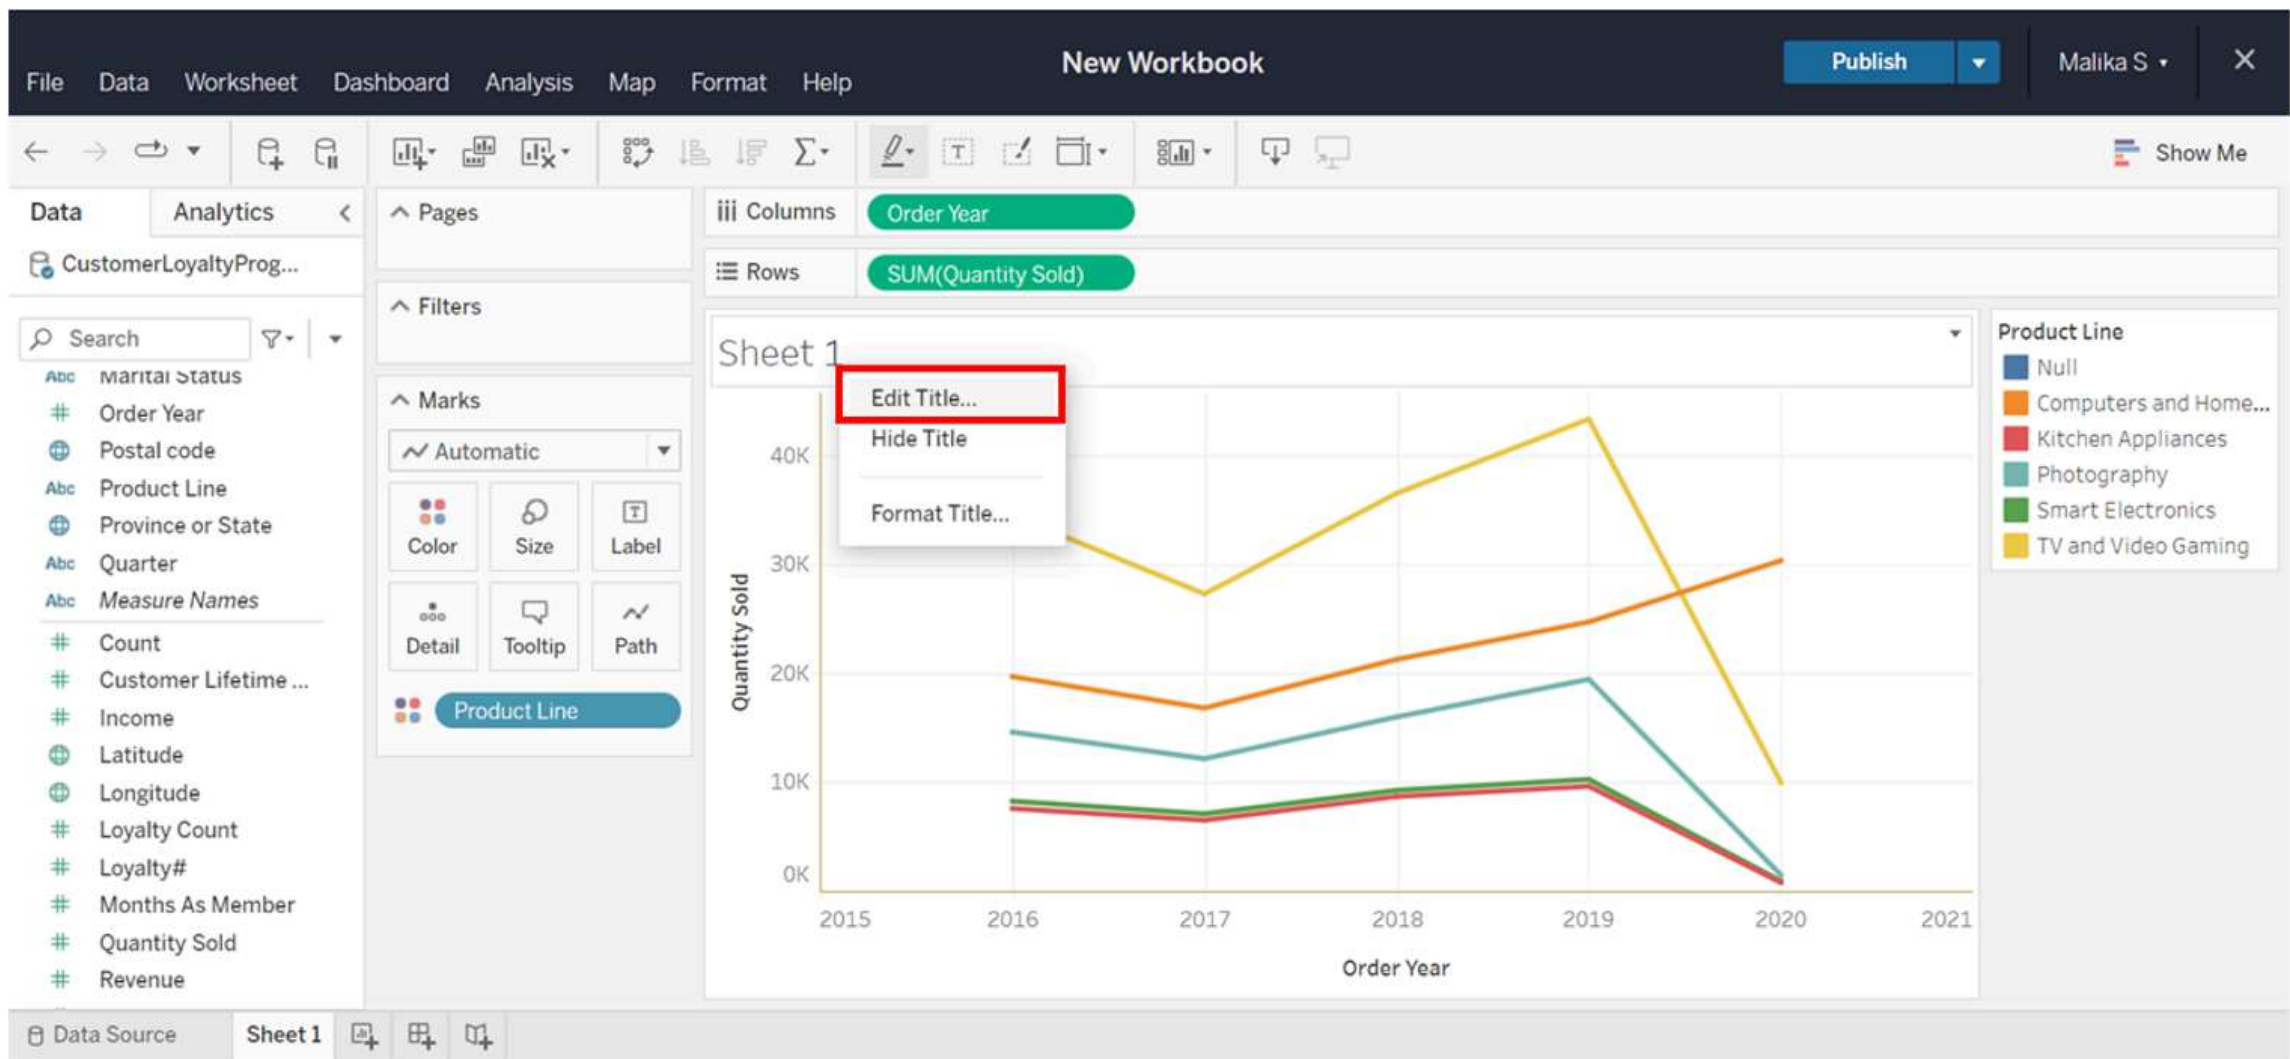 New Workbook
Publish
Malika S
File Data Worksheet Dashboard Analysis Map Format Help
Show Me
Data Analytics
CustomerLoyaltyProg...
Search
Abc Marital Status
# Order Year
Postal code
Abc Product Line
Province or State
Abc Quarter
Abc Measure Names
# Count
# Customer Lifetime ...
# Income
Latitude
Longitude
# Loyalty Count
# Loyalty#
# Months As Member
# Quantity Sold
# Revenue
Pages
Filters
Marks
Automatic
Color Size Label
Detail Tooltip Path
Product Line
Columns Order Year
Rows SUM(Quantity Sold)
Sheet 1
Edit Title...
Hide Title
Format Title...
Quantity Sold
40K
30K
20K
10K
0K
2015 2016 2017 2018 2019 2020 2021
Order Year
Product Line
Null
Computers and Home...
Kitchen Appliances
Photography
Smart Electronics
TV and Video Gaming
Data Source Sheet 1